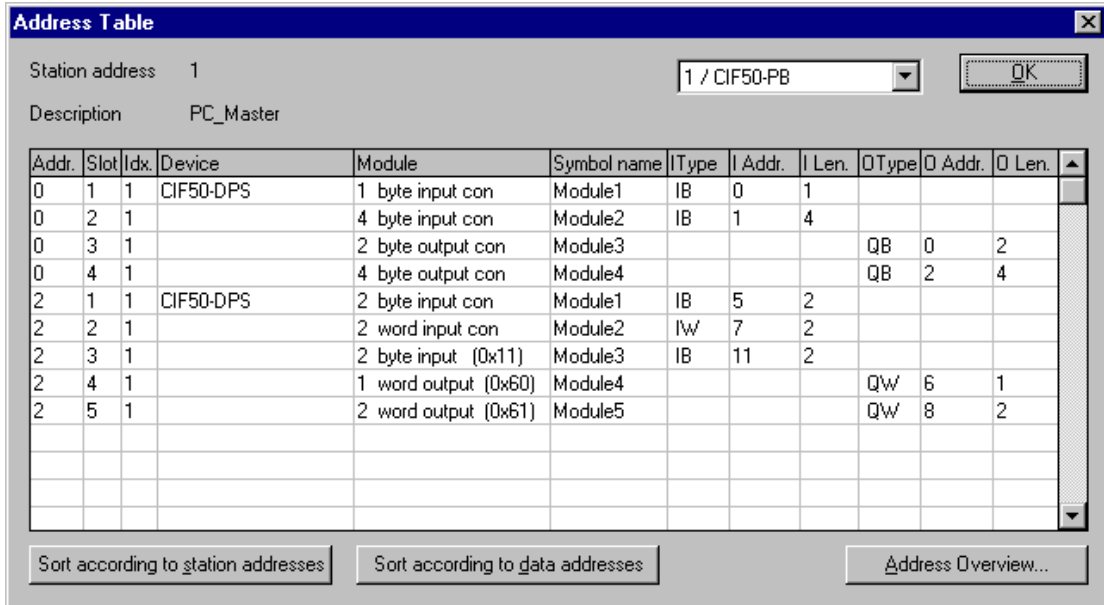 Address Table
Station address 1
1 / CIF50-PB
OK
Description PC_Master
Addr. Slot Idx. Device Module Symbol name IType I Addr. I Len. OType O Addr. O Len.
0 1 1 CIF50-DPS 1 byte input con Module1 IB 0 1
0 2 1 4 byte input con Module2 IB 1 4
0 3 1 2 byte output con Module3 QB 0 2
0 4 1 4 byte output con Module4 QB 2 4
2 1 1 CIF50-DPS 2 byte input con Module1 IB 5 2
2 2 1 2 word input con Module2 IW 7 2
2 3 1 2 byte input (0x11) Module3 IB 11 2
2 4 1 1 word output (0x60) Module4 QW 6 1
2 5 1 2 word output (0x61) Module5 QW 8 2
Sort according to station addresses Sort according to data addresses Address Overview...